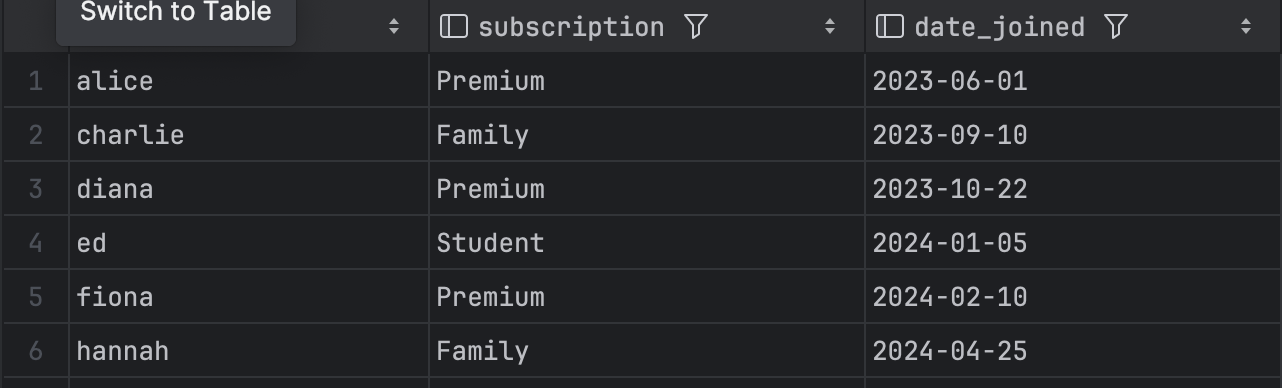 Switch to Table
subscription date_joined
1 alice Premium 2023-06-01
2 charlie Family 2023-09-10
3 diana Premium 2023-10-22
4 ed Student 2024-01-05
5 fiona Premium 2024-02-10
6 hannah Family 2024-04-25